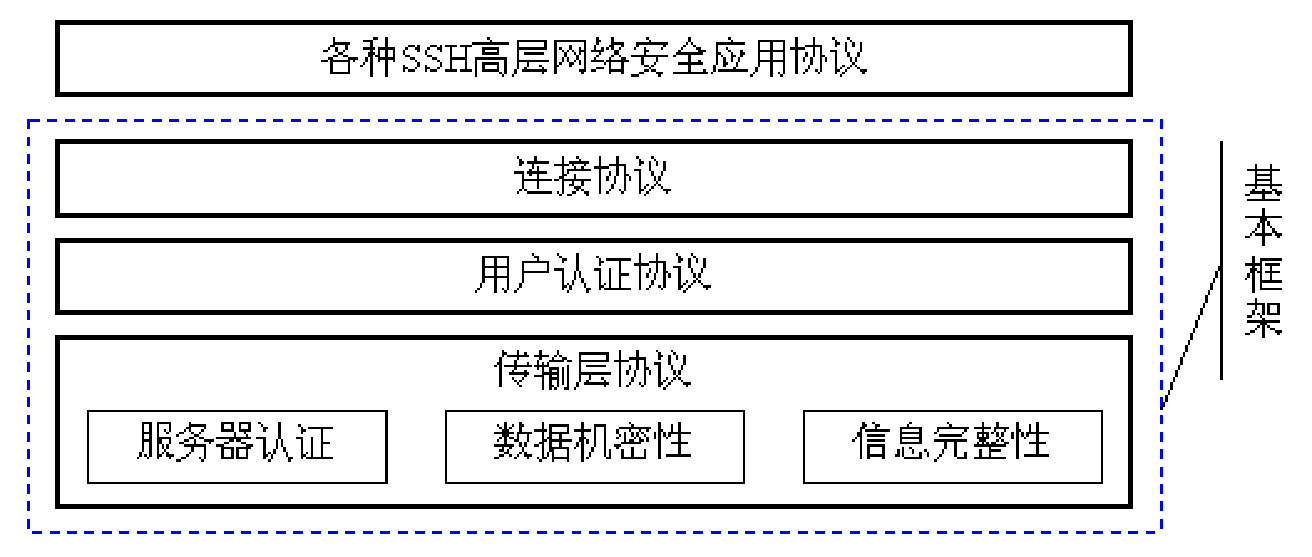 各种SSH高层网络安全应用协议
连接协议
用户认证协议
传输层协议
服务器认证
数据机密性
信息完整性
基本框架